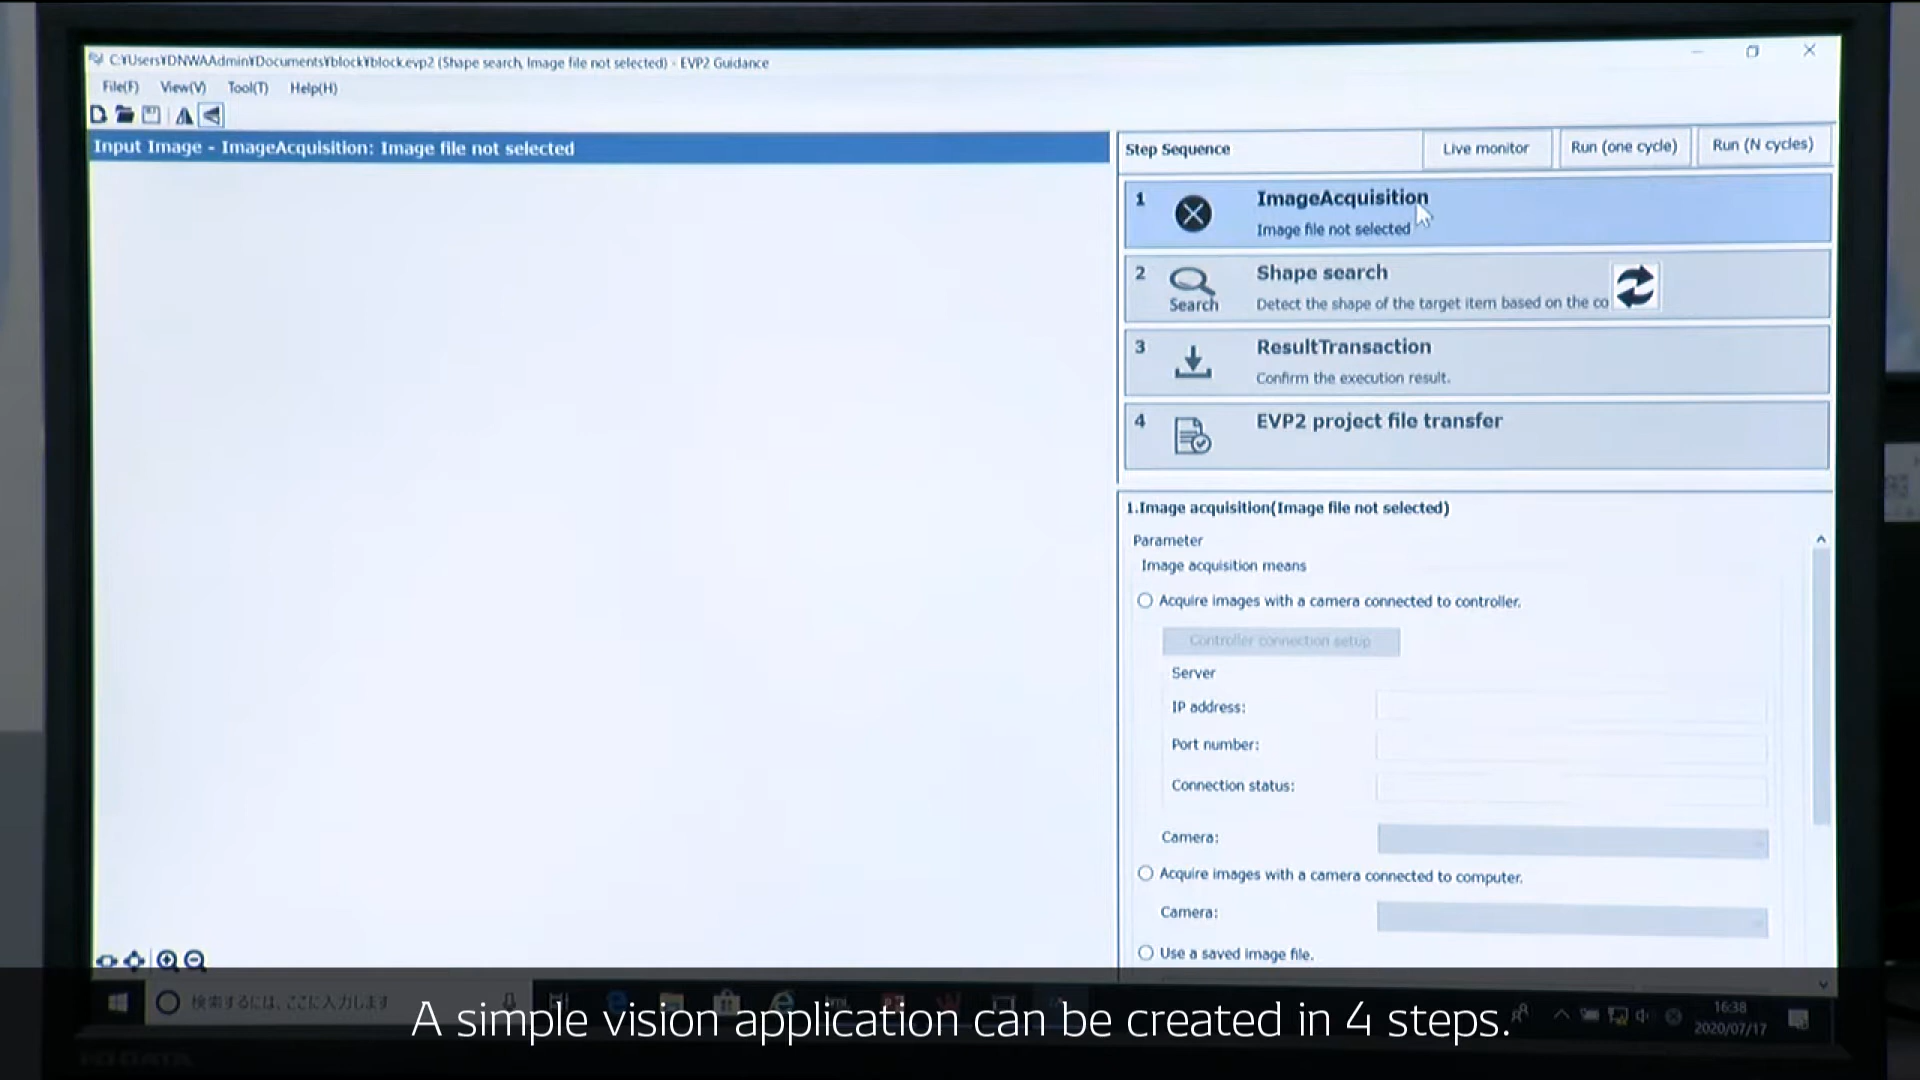 C:¥Users¥DNWAAdmin¥Documents¥block¥block.evp2 (Shape search, Image file not selected) - EVP2 Guidance
File(F) View(V) Tool(T) Help(H)
Input Image - ImageAcquisition: Image file not selected
Step Sequence
Live monitor
Run (one cycle)
Run (N cycles)
1
ImageAcquisition
Image file not selected
2
Search
Shape search
Detect the shape of the target item based on the co
3
ResultTransaction
Confirm the execution result.
4
EVP2 project file transfer
1.Image acquisition(Image file not selected)
Parameter
Image acquisition means
Acquire images with a camera connected to controller.
Controller connection setup
Server
IP address:
Port number:
Connection status:
Camera:
Acquire images with a camera connected to computer.
Camera:
Use a saved image file.
検索するには、ここに入力します
16:38
2020/07/17
A simple vision application can be created in 4 steps.